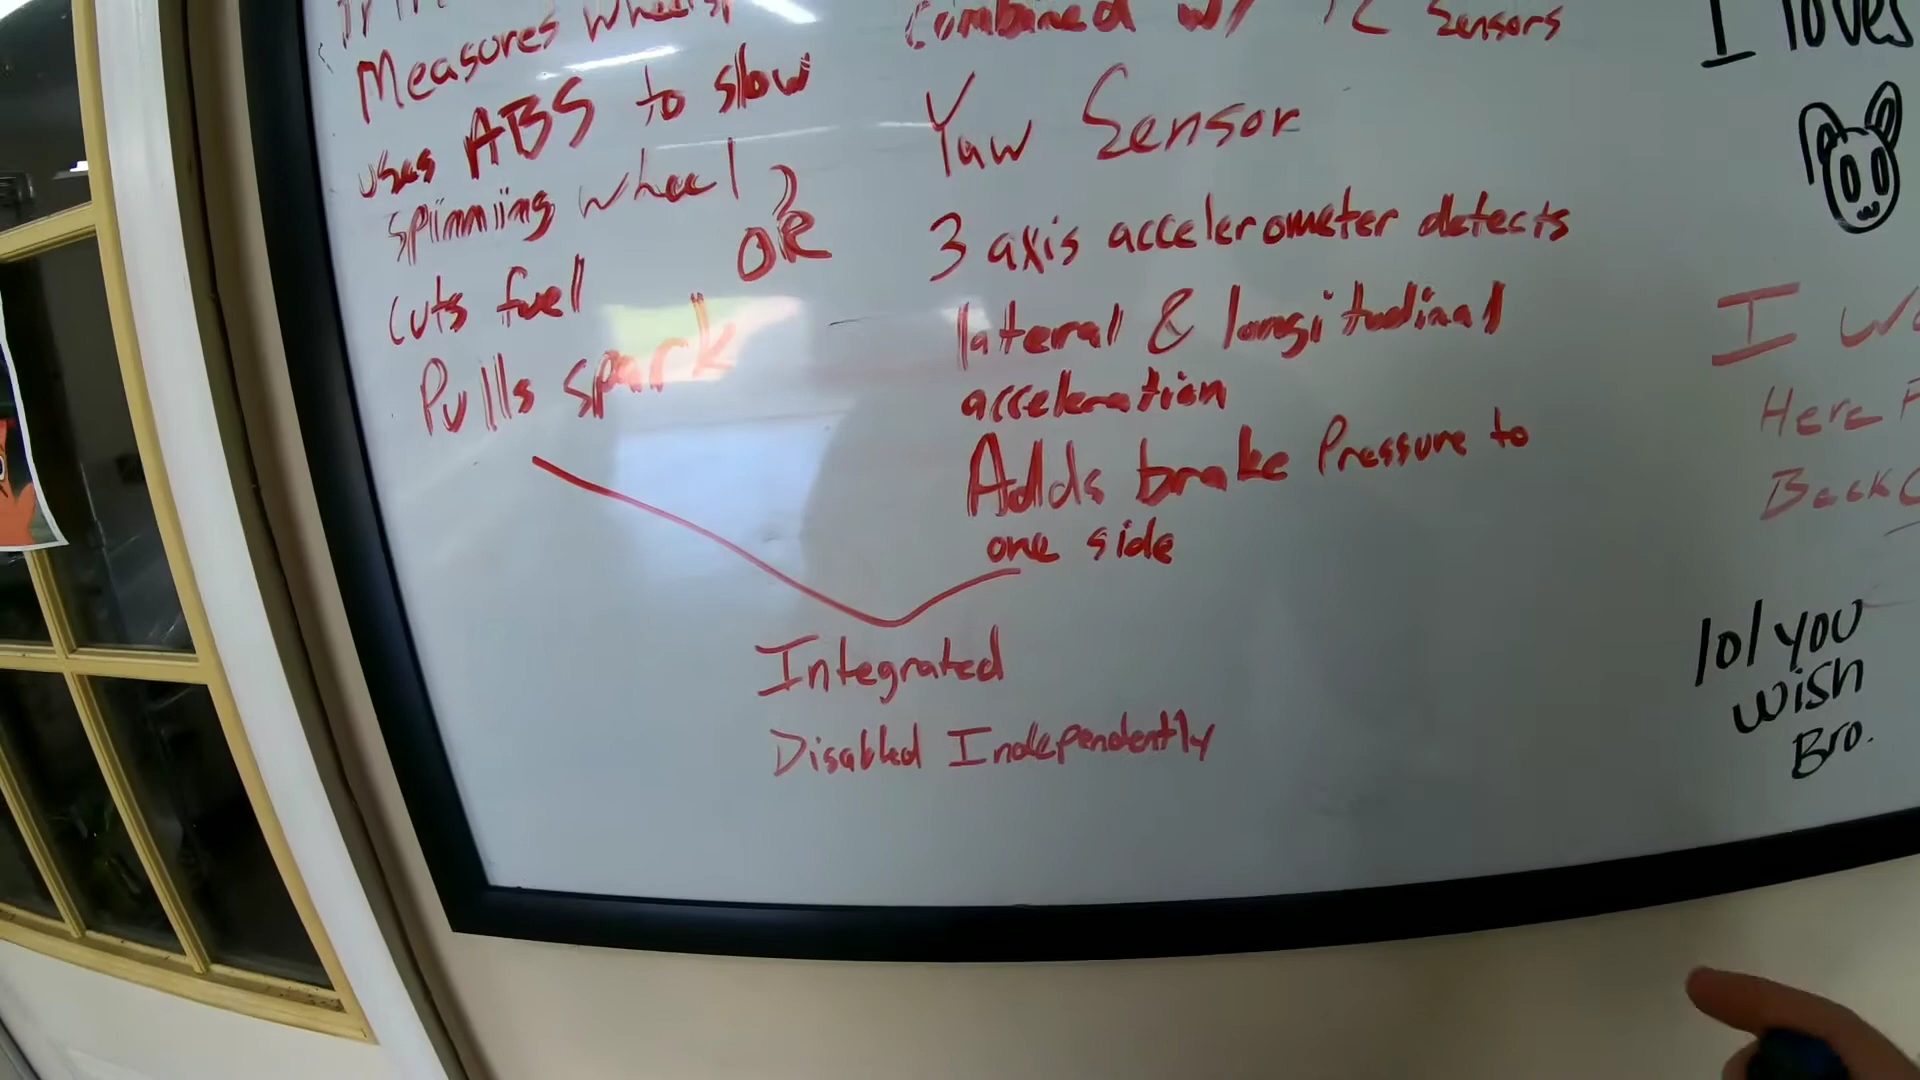 Measures wheelsp
uses ABS to slow
spinning wheel
OR
cuts fuel
Pulls spark
Combined w/ TC Sensors
Yaw Sensor
3 axis accelerometer detects
lateral & longitudinal
acceleration
Adds brake Pressure to
one side
Integrated
Disabled Independently
I loves
I
Here
Back
lol you
wish
Bro.